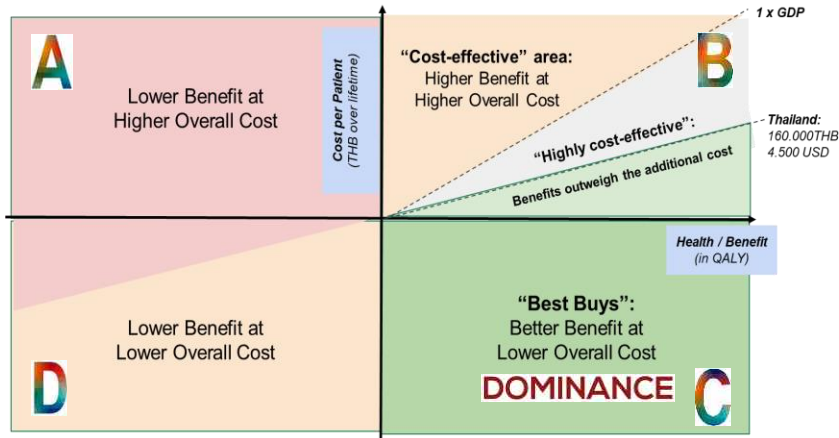 A
Lower Benefit at
Higher Overall Cost
Cost per Patient
(THB over lifetime)
“Cost-effective” area:
Higher Benefit at
Higher Overall Cost
B
1 x GDP
“Highly cost-effective”:
Benefits outweigh the additional cost
Thailand:
160.000THB
4.500 USD
Health / Benefit
(in QALY)
Lower Benefit at
Lower Overall Cost
D
“Best Buys”:
Better Benefit at
Lower Overall Cost
DOMINANCE
C